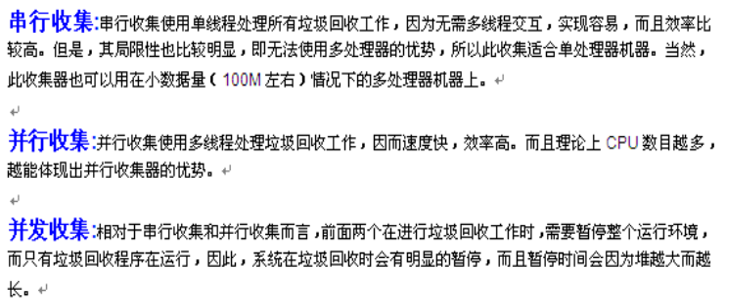 串行收集:串行收集使用单线程处理所有垃圾回收工作，因为无需多线程交互，实现容易，而且效率比
较高。但是，其局限性也比较明显，即无法使用多处理器的优势，所以此收集适合单处理器机器。当然，
此收集器也可以用在小数据量（100M 左右）情况下的多处理器机器上。
并行收集:并行收集使用多线程处理垃圾回收工作，因而速度快，效率高。而且理论上 CPU 数目越多，
越能体现出并行收集器的优势。
并发收集:相对于串行收集和并行收集而言，前面两个在进行垃圾回收工作时，需要暂停整个运行环境，
而只有垃圾回收程序在运行，因此，系统在垃圾回收时会有明显的暂停，而且暂停时间会因为堆越大而越
长。